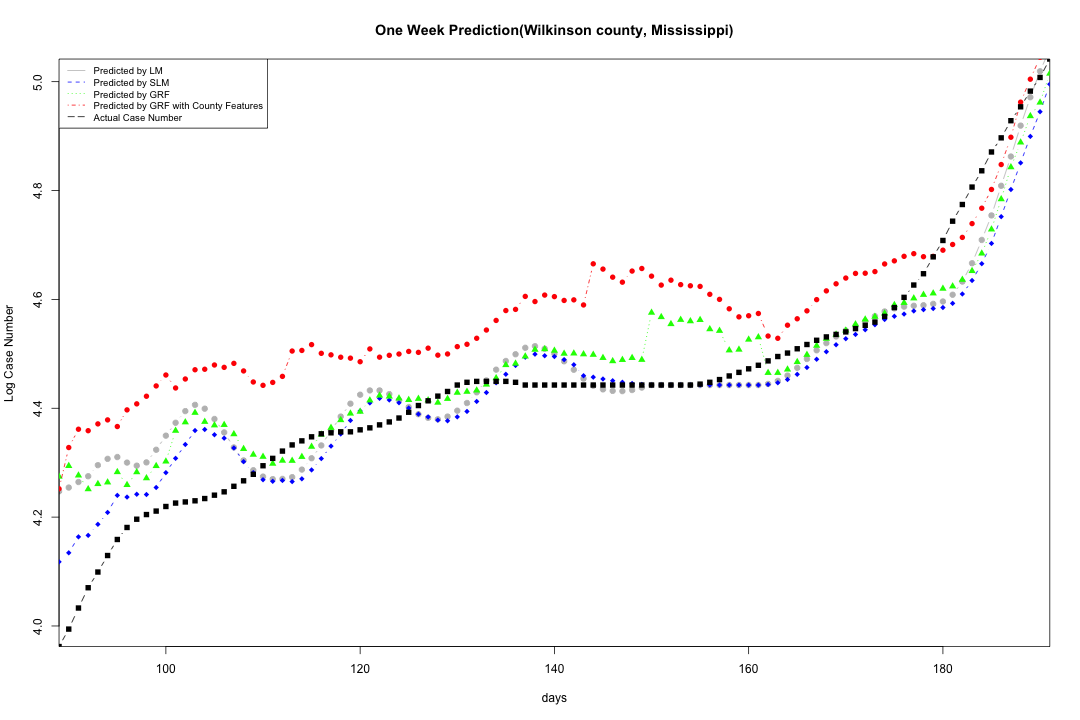 One Week Prediction(Wilkinson county, Mississippi)
Predicted by LM
Predicted by SLM
Predicted by GRF
Predicted by GRF with County Features
Actual Case Number
5.0
4.8
4.6
4.4
4.2
4.0
Log Case Number
100 120 140 160 180
days